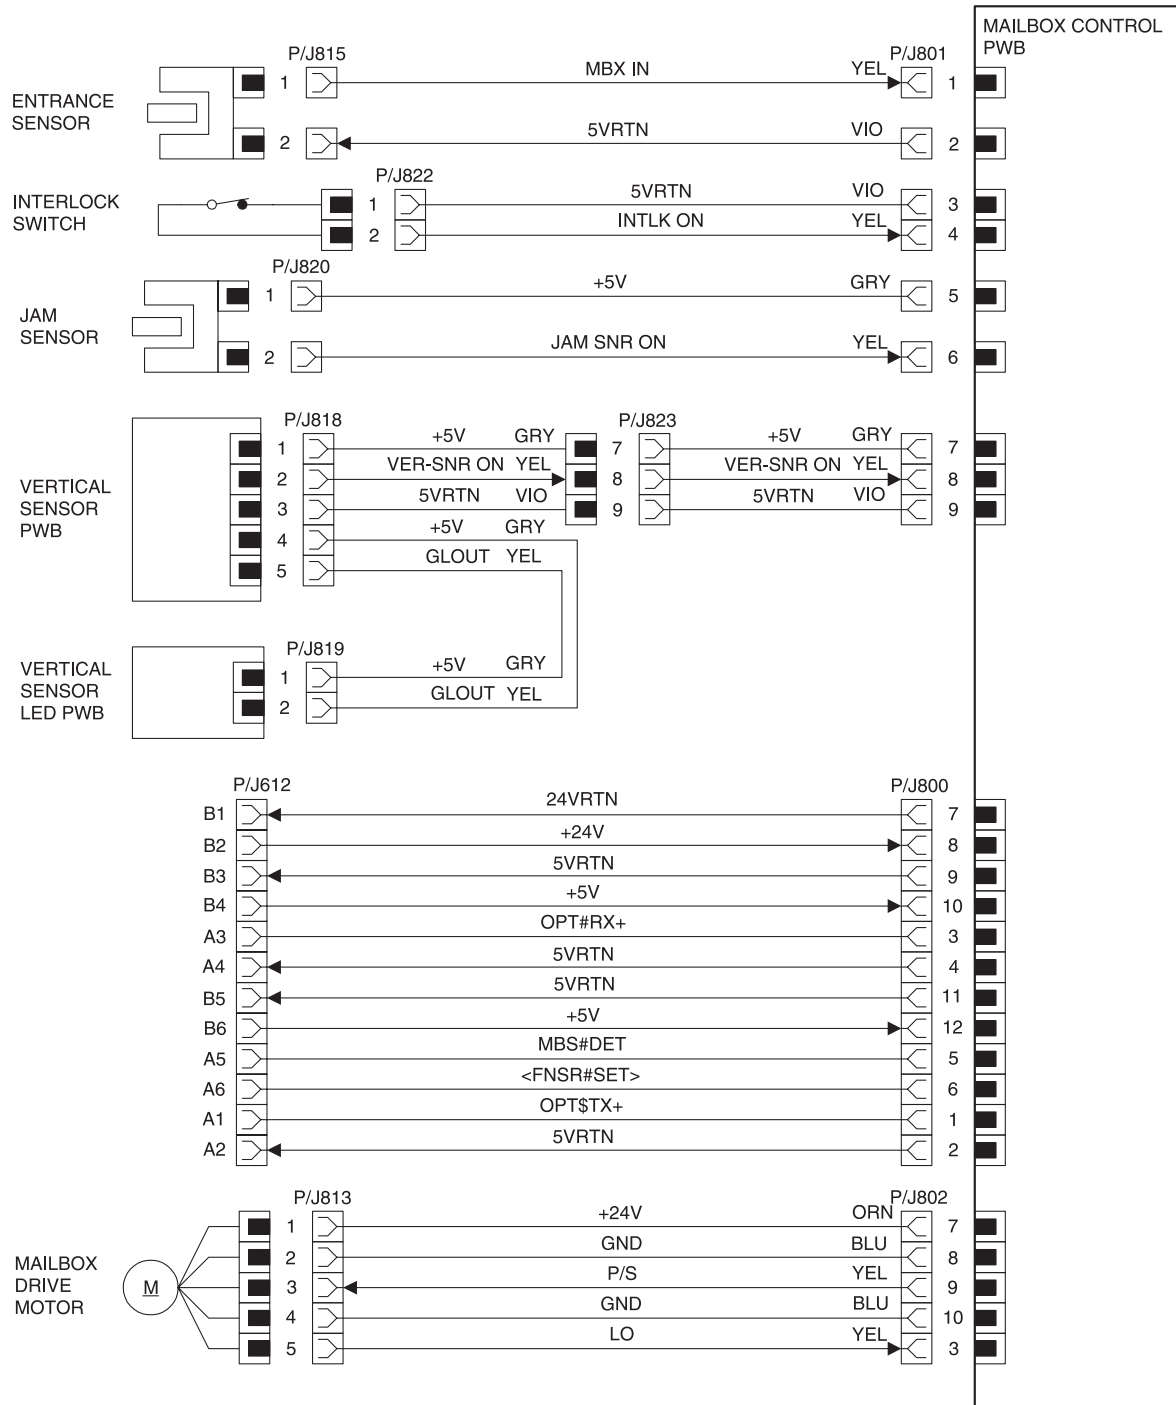 MAILBOX CONTROL
PWB
P/J815
P/J801
ENTRANCE
SENSOR
1 MBX IN YEL 1
2 5VRTN VIO 2
P/J822
INTERLOCK
SWITCH
1 5VRTN VIO 3
2 INTLK ON YEL 4
P/J820
JAM
SENSOR
1 +5V GRY 5
2 JAM SNR ON YEL 6
P/J818
P/J823
VERTICAL
SENSOR
PWB
1 +5V GRY 7 +5V GRY 7
2 VER-SNR ON YEL 8 VER-SNR ON YEL 8
3 5VRTN VIO 9 5VRTN VIO 9
4 +5V GRY
5 GLOUT YEL
P/J819
VERTICAL
SENSOR
LED PWB
1 +5V GRY
2 GLOUT YEL
P/J612
P/J800
B1 24VRTN 7
B2 +24V 8
B3 5VRTN 9
B4 +5V 10
A3 OPT#RX+ 3
A4 5VRTN 4
B5 5VRTN 11
B6 +5V 12
A5 MBS#DET 5
A6 <FNSR#SET> 6
A1 OPT$TX+ 1
A2 5VRTN 2
P/J813
P/J802
MAILBOX
DRIVE
MOTOR
M
1 +24V ORN 7
2 GND BLU 8
3 P/S YEL 9
4 GND BLU 10
5 LO YEL 3